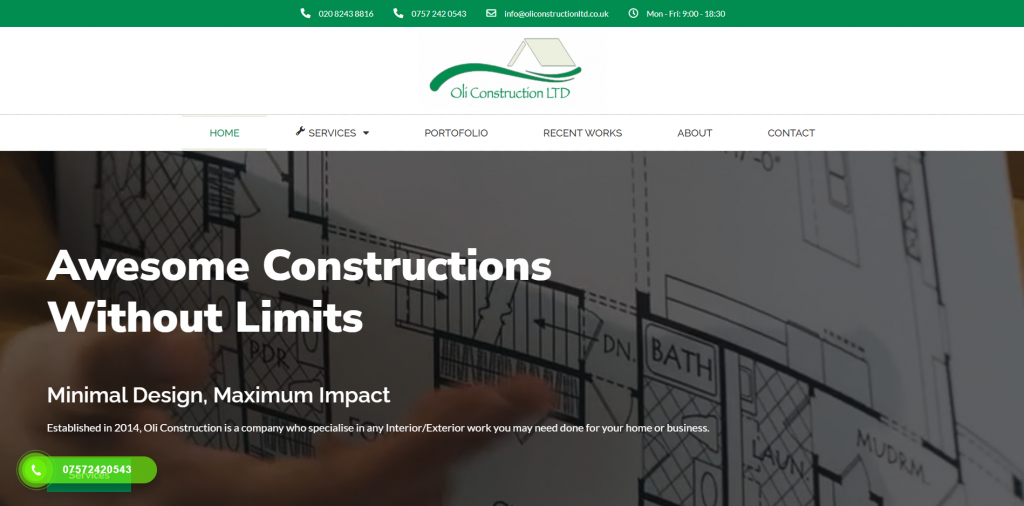 020 8243 8816 0757 242 0543 info@oliconstructionltd.co.uk Mon - Fri: 9:00 - 18:30
Oli Construction LTD
HOME SERVICES PORTOFOLIO RECENT WORKS ABOUT CONTACT
Awesome Constructions
Without Limits
PDR
DN.
BATH
Minimal Design, Maximum Impact
Established in 2014, Oli Construction is a company who specialise in any Interior/Exterior work you may need done for your home or business.
MUDRM.
LAUN.
07572420543
Services